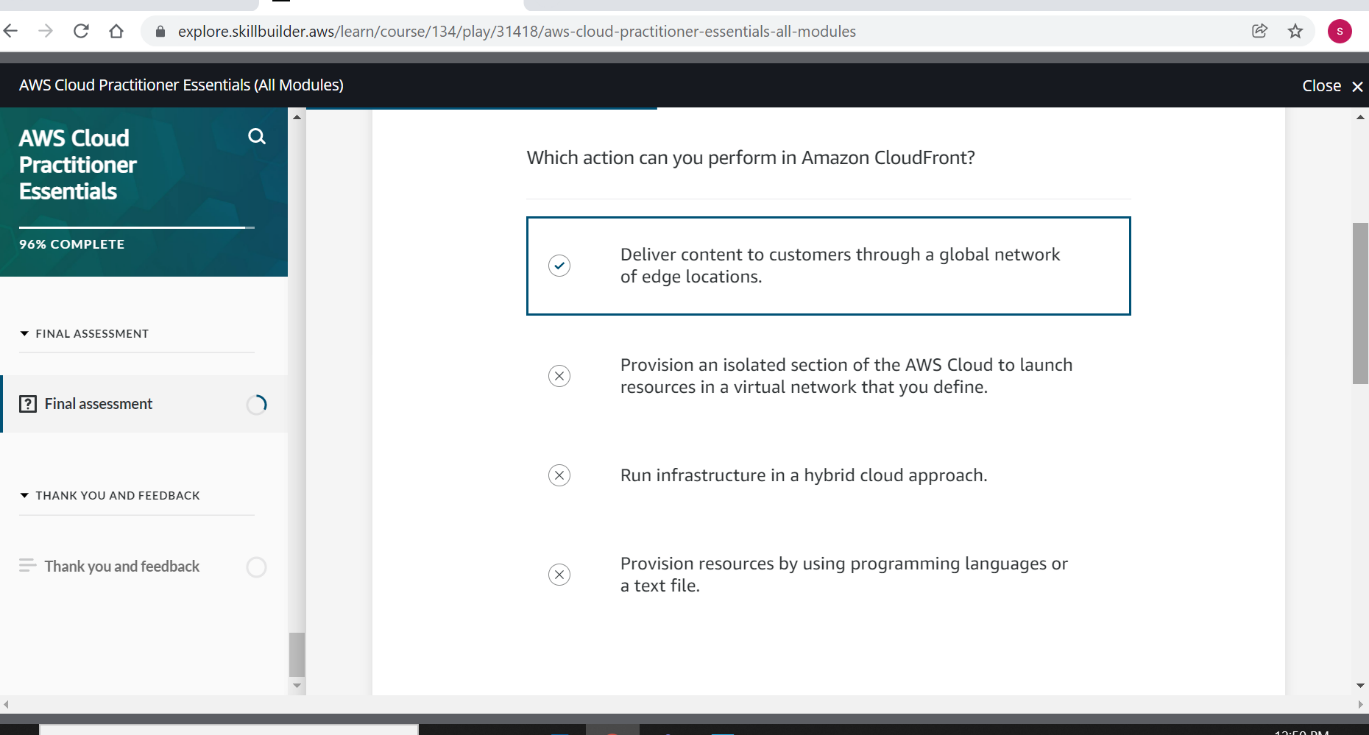 explore.skillbuilder.aws/learn/course/134/play/31418/aws-cloud-practitioner-essentials-all-modules
S
AWS Cloud Practitioner Essentials (All Modules)
Close
AWS Cloud
Practitioner
Essentials
96% COMPLETE
FINAL ASSESSMENT
Final assessment
THANK YOU AND FEEDBACK
Thank you and feedback
Which action can you perform in Amazon CloudFront?
Deliver content to customers through a global network
of edge locations.
Provision an isolated section of the AWS Cloud to launch
resources in a virtual network that you define.
Run infrastructure in a hybrid cloud approach.
Provision resources by using programming languages or
a text file.